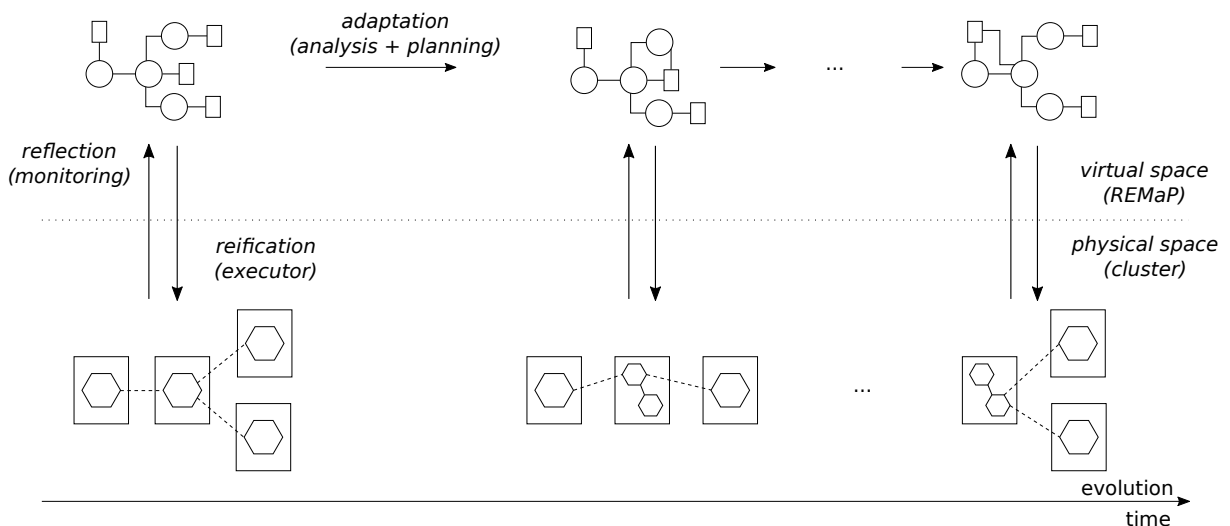 adaptation
(analysis + planning)
...
reflection
(monitoring)
virtual space
(REMaP)
reification
(executor)
physical space
(cluster)
...
evolution
time